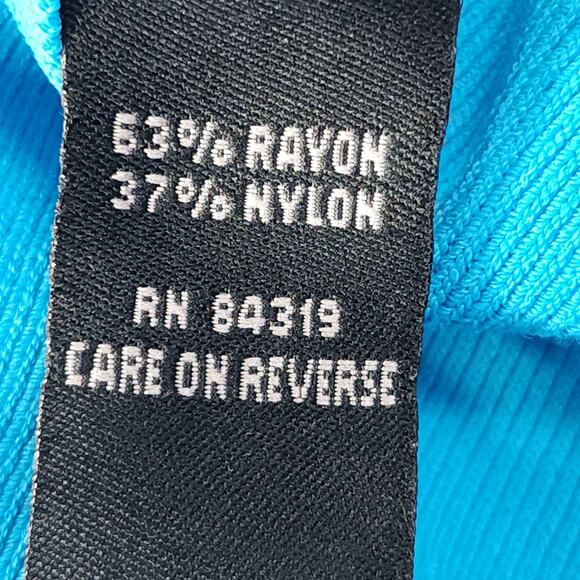 63% RAYON
37% NYLON
RN 84319
CARE ON REVERSE